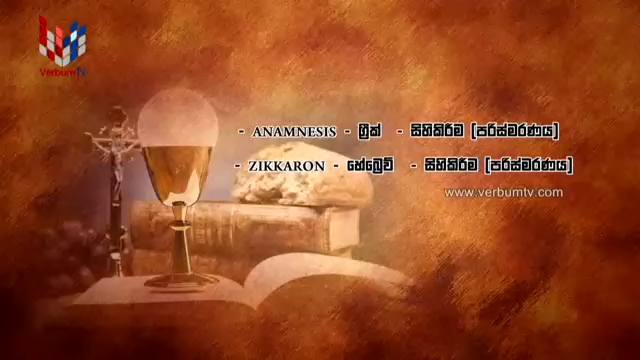 VerbumTV
- ANAMNESIS - ග්‍රීක් - සිහිකිරීම [පරිස්මරණය]
- ZIKKARON - හේබ්‍රෙව් - සිහිකිරීම [පරිස්මරණය]
www.verbumtv.com